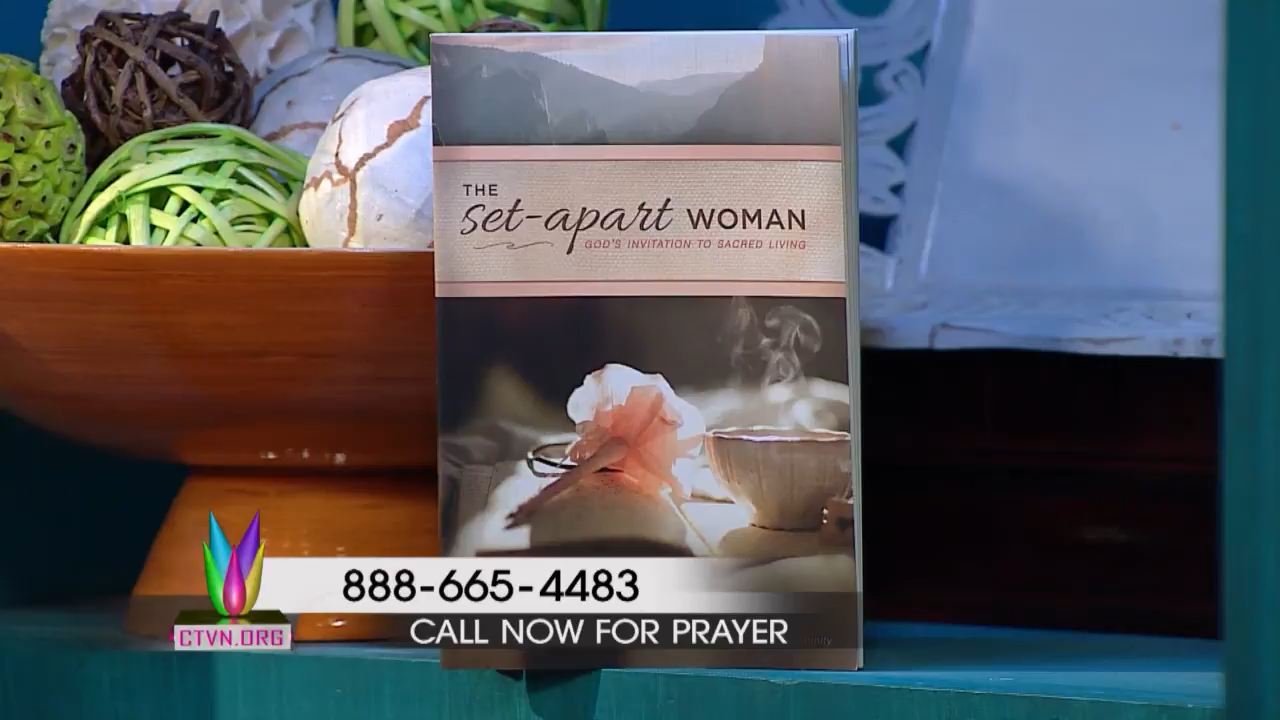 THE
set-apart WOMAN
GOD'S INVITATION TO SACRED LIVING
888-665-4483
CALL NOW FOR PRAYER
CTVN.ORG